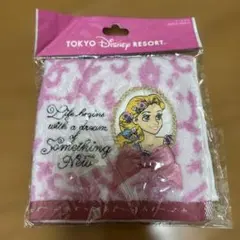 TOKYO Disney RESORT®
Life begins
with a dream of
Something
New